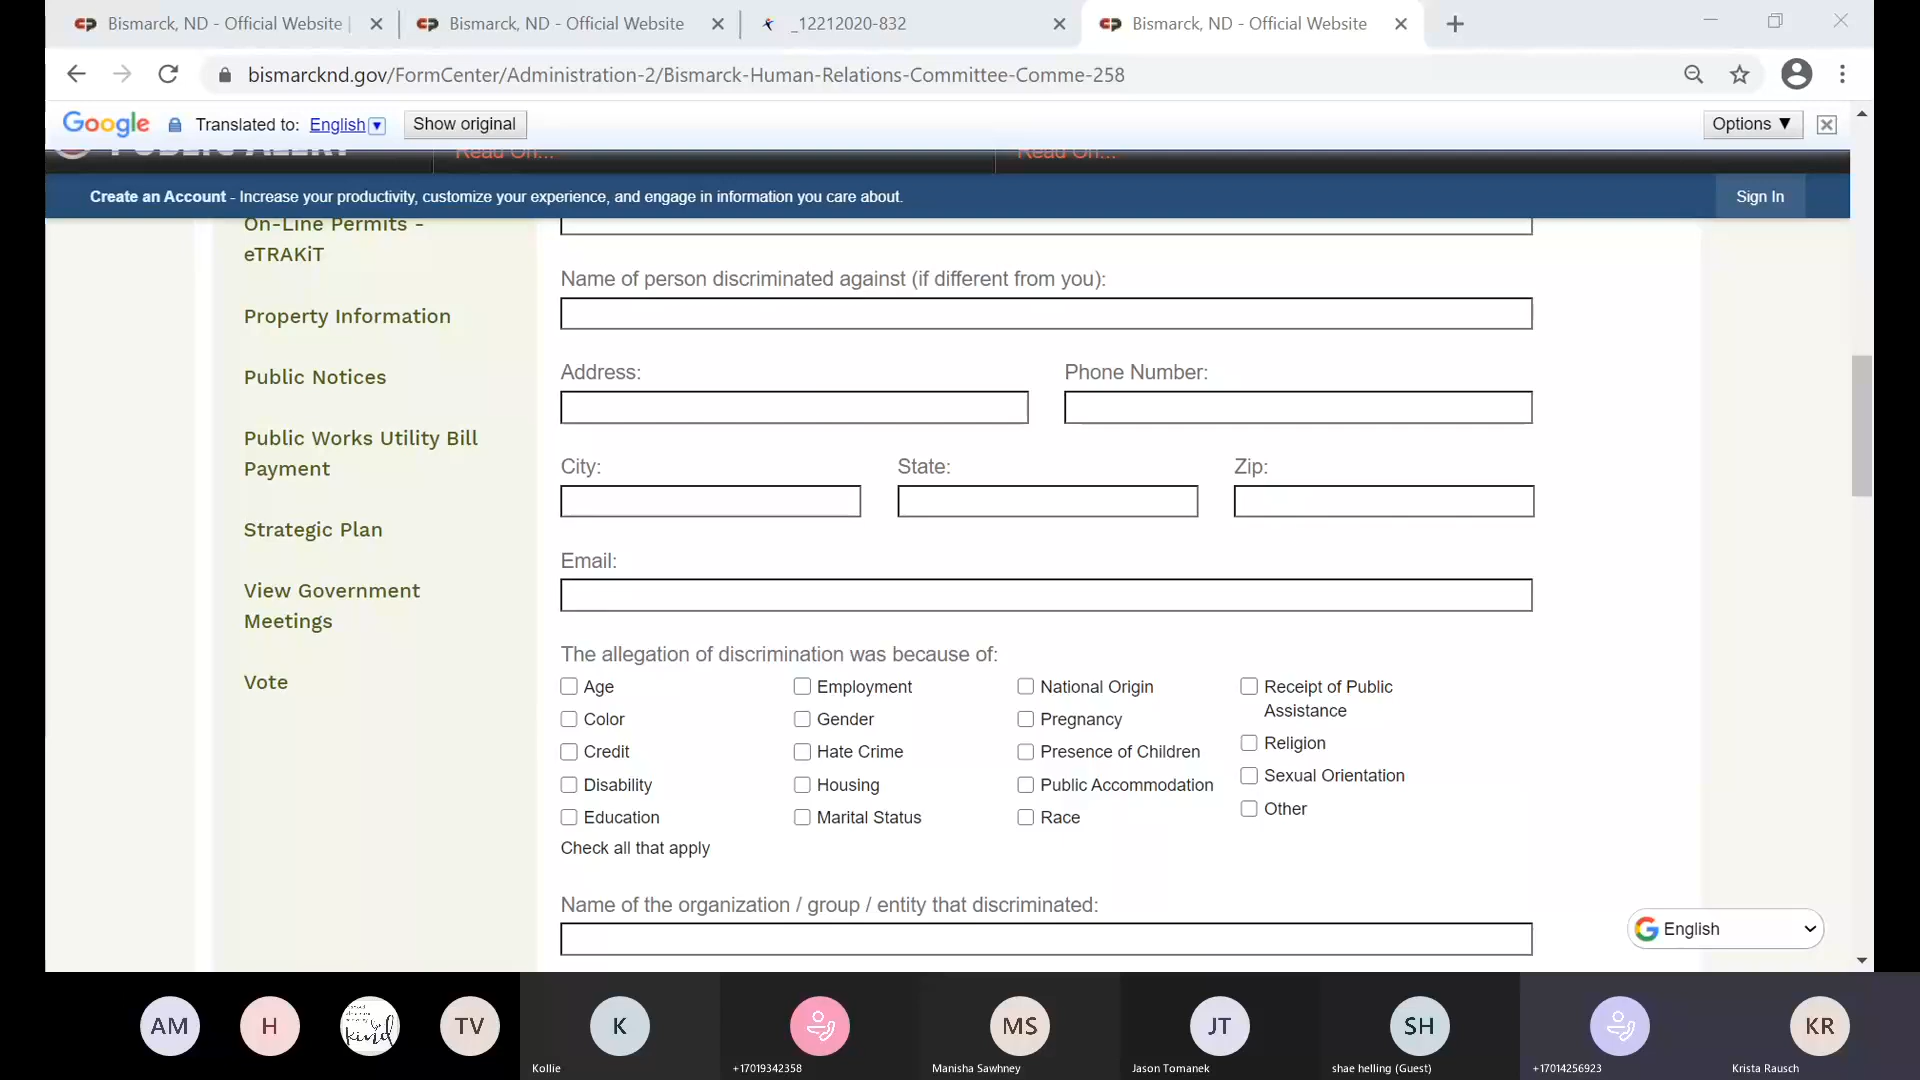 Bismarck, ND - Official Website |
Bismarck, ND - Official Website
_12212020-832
Bismarck, ND - Official Website
bismarcknd.gov/FormCenter/Administration-2/Bismarck-Human-Relations-Committee-Comme-258
Google Translated to: English Show original Options ▼
PUBLIC ALERT Read On... Read On...
Create an Account - Increase your productivity, customize your experience, and engage in information you care about. Sign In
On-Line Permits -
eTRAKiT
Property Information
Public Notices
Public Works Utility Bill
Payment
Strategic Plan
View Government
Meetings
Vote
Name of person discriminated against (if different from you):
Address: Phone Number:
City: State: Zip:
Email:
The allegation of discrimination was because of:
Age
Color
Credit
Disability
Education
Employment
Gender
Hate Crime
Housing
Marital Status
National Origin
Pregnancy
Presence of Children
Public Accommodation
Race
Receipt of Public
Assistance
Religion
Sexual Orientation
Other
Check all that apply
Name of the organization / group / entity that discriminated:
G English
AM H kind TV K MS JT SH KR
Kollie +17019342358 Manisha Sawhney Jason Tomanek shae helling (Guest) +17014256923 Krista Rausch